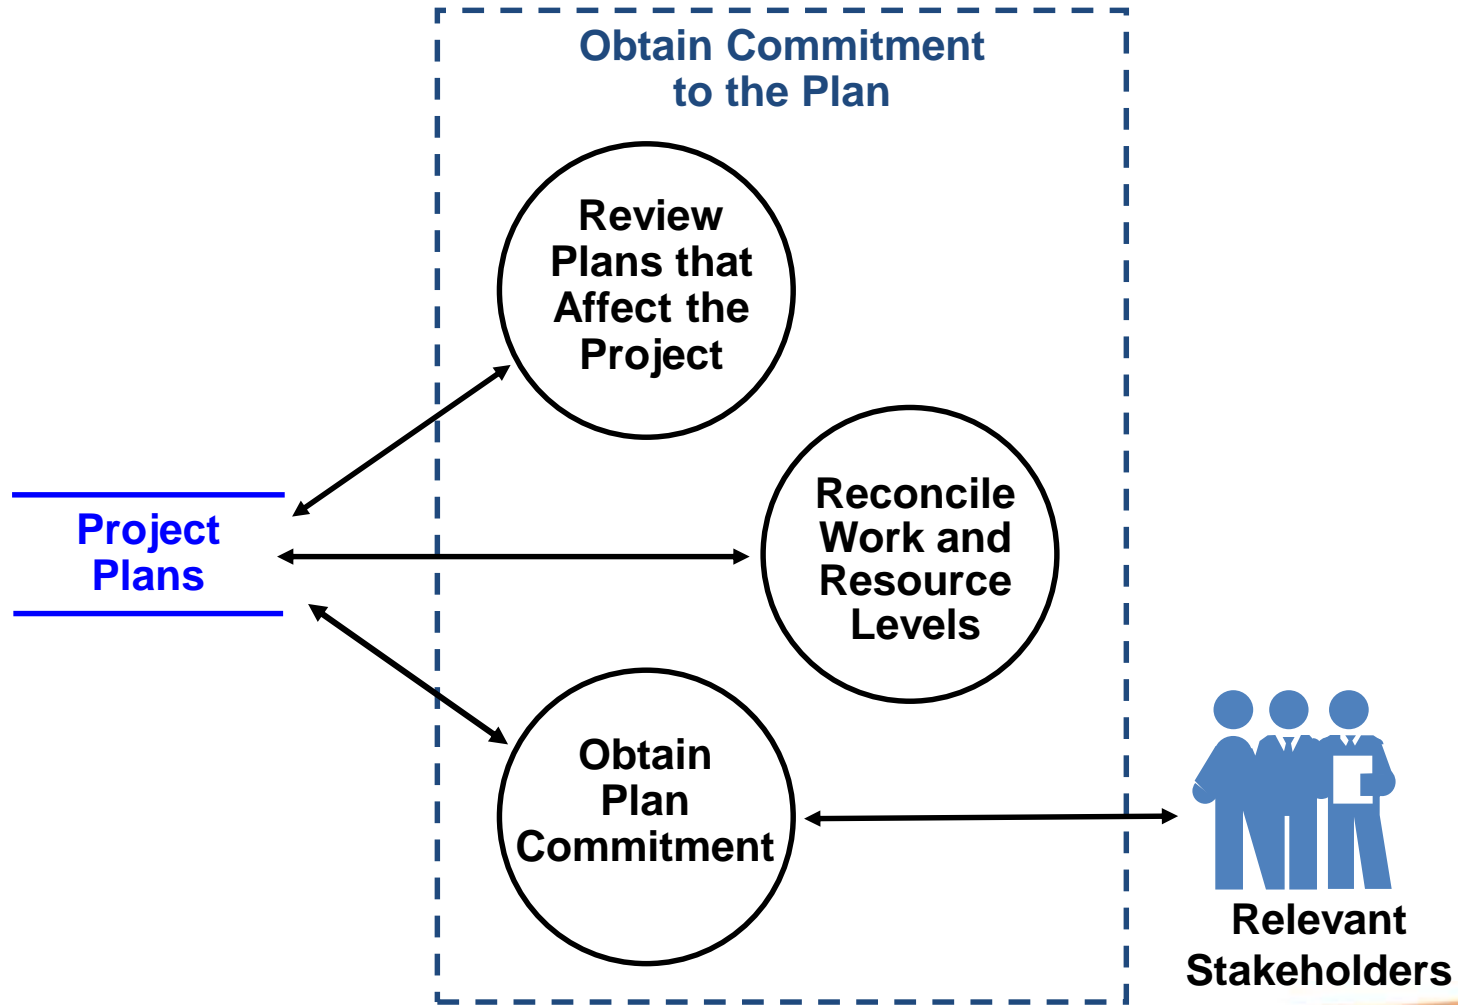 Obtain Commitment
to the Plan
Review
Plans that
Affect the
Project
Project
Plans
Reconcile
Work and
Resource
Levels
Obtain
Plan
Commitment
Relevant
Stakeholders